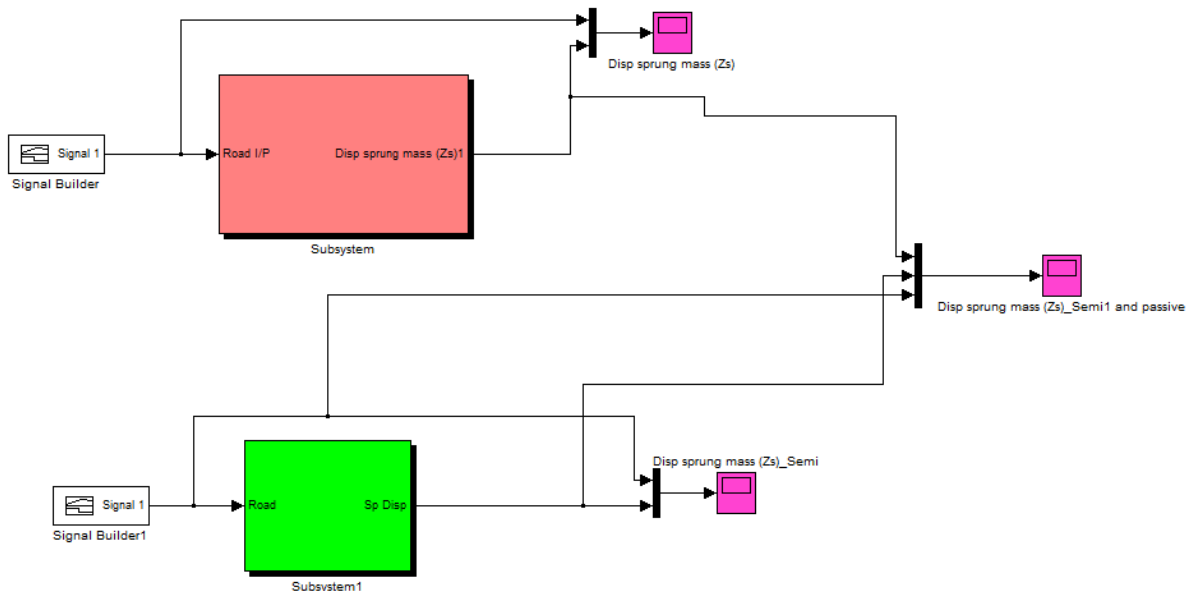 Disp sprung mass (Zs)
Signal 1
Road I/P
Disp sprung mass (Zs)1
Signal Builder
Subsystem
Disp sprung mass (Zs)_Semi1 and passive
Disp sprung mass (Zs)_Semi
Signal 1
Road
Sp Disp
Signal Builder1
Subsystem1